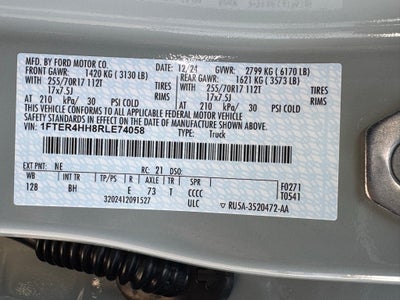 MFD. BY FORD MOTOR CO. 12/24 GVWR: 2799 KG ( 6170 LB)
FRONT GAWR: 1420 KG ( 3130 LB) REAR GAWR: 1621 KG ( 3573 LB)
WITH TIRES WITH TIRES
255/70R17 112T 255/70R17 112T
17x7.5J RIMS 17x7.5J RIMS
AT 210 kPa/ 30 PSI COLD AT 210 kPa/ 30 PSI COLD
THIS VEHICLE CONFORMS TO ALL APPLICABLE FEDERAL MOTOR VEHICLE
SAFETY STANDARDS IN EFFECT ON THE DATE OF MANUFACTURE SHOWN ABOVE.
VIN: 1FTER4HH8RLE74058
TYPE: Truck
EXT PNT: NE RC: 21 DSO:
WB BRK INT TR TP/PS R AXLE TR SPR F0271
128 BH E 73 T CCCC T0541
3202412091527 ULC
▽ RU5A-3520472-AA